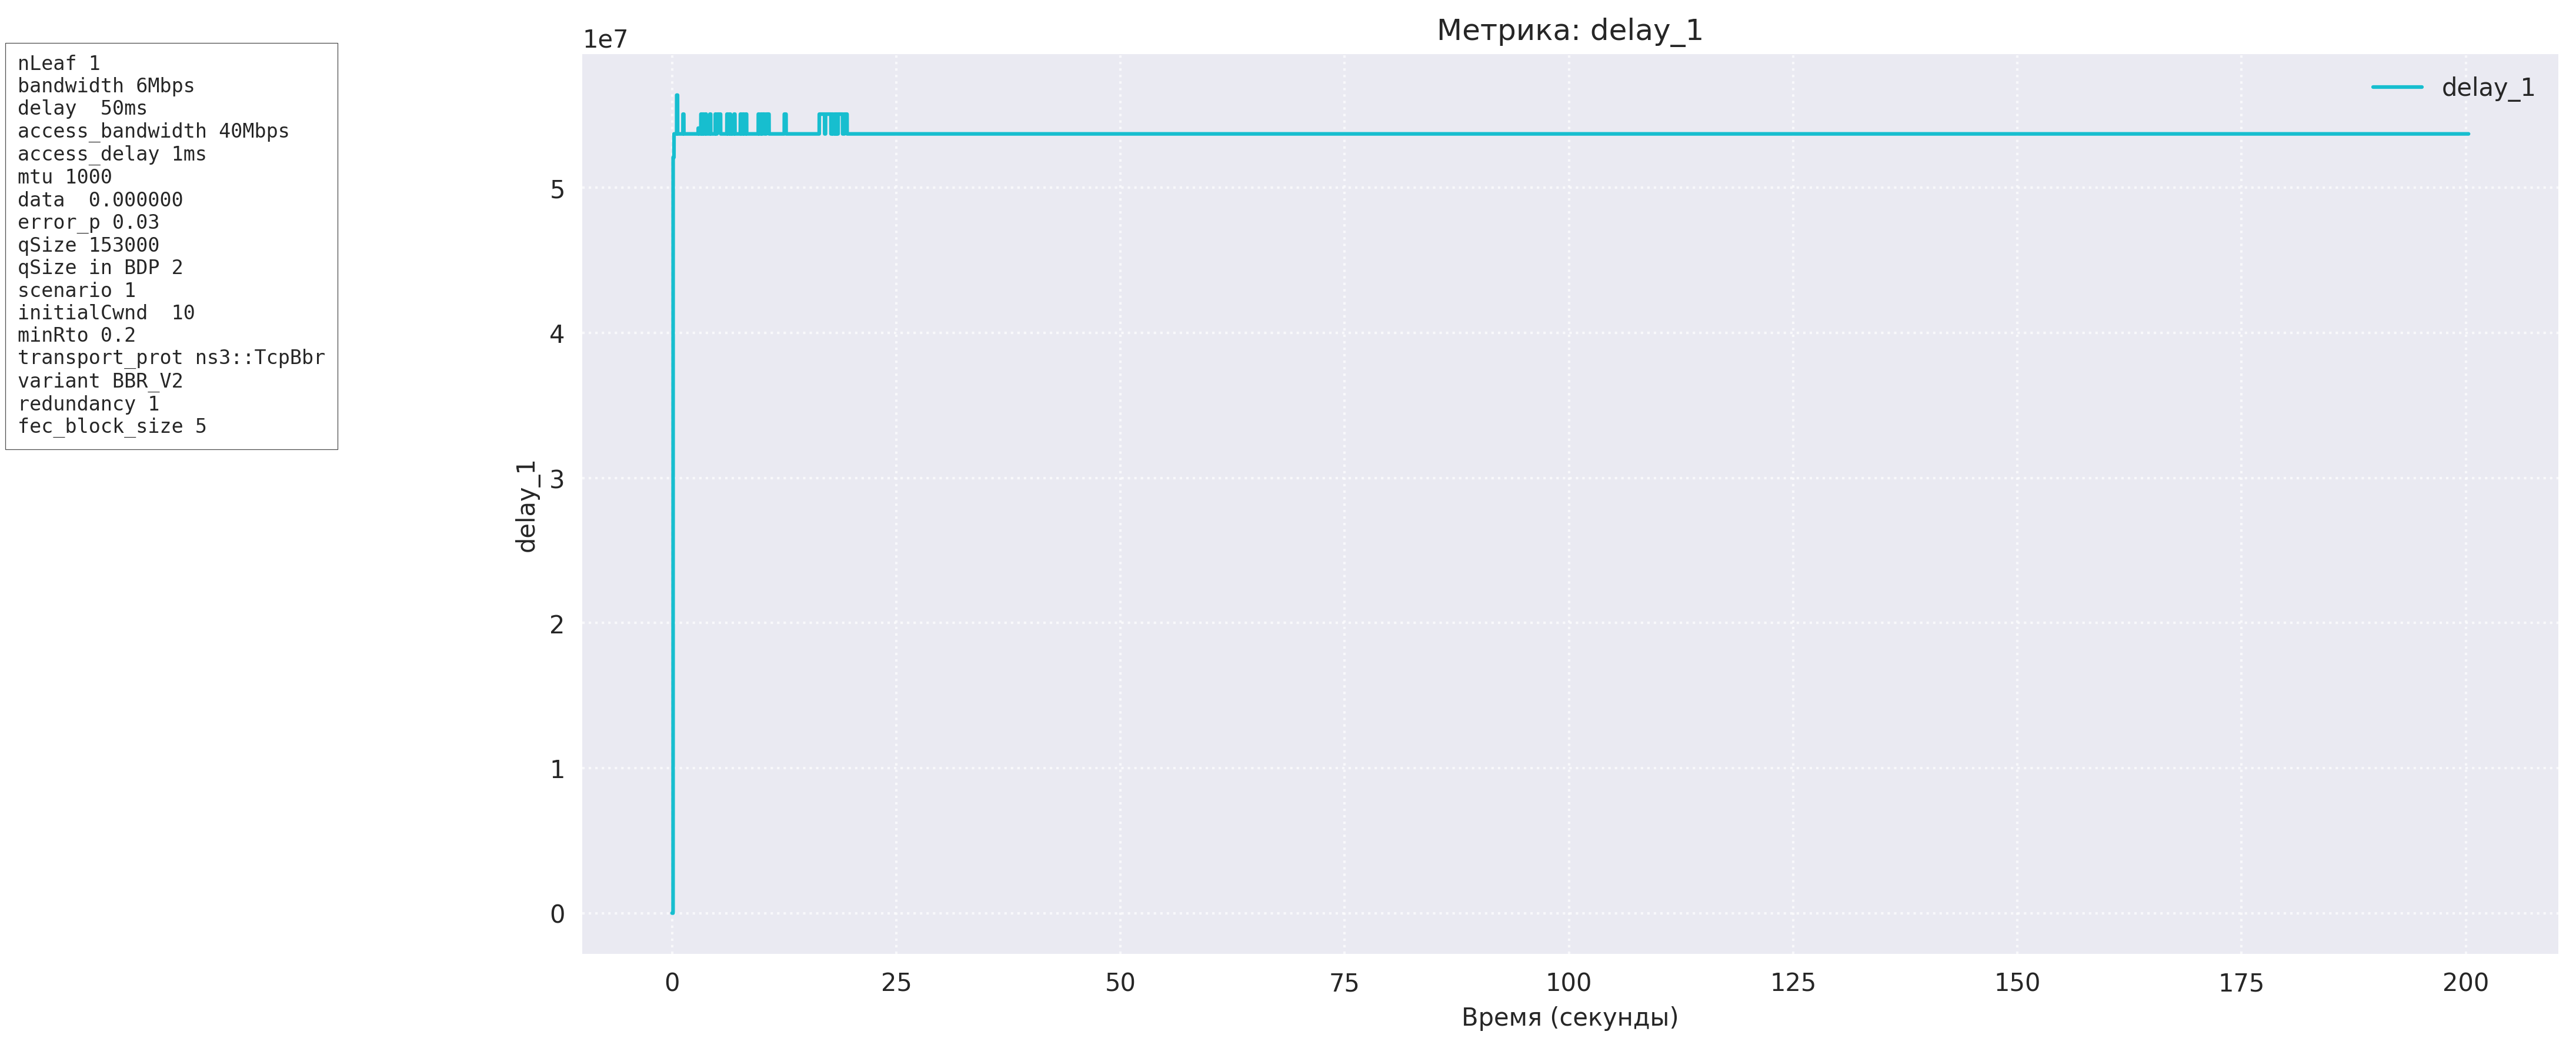 Метрика: delay_1
1e7
nLeaf 1
bandwidth 6Mbps
delay  50ms
access_bandwidth 40Mbps
access_delay 1ms
mtu 1000
data  0.000000
error_p 0.03
qSize 153000
qSize in BDP 2
scenario 1
initialCwnd  10
minRto 0.2
transport_prot ns3::TcpBbr
variant BBR_V2
redundancy 1
fec_block_size 5
delay_1
5
4
3
2
1
0
delay_1
0 25 50 75 100 125 150 175 200
Время (секунды)